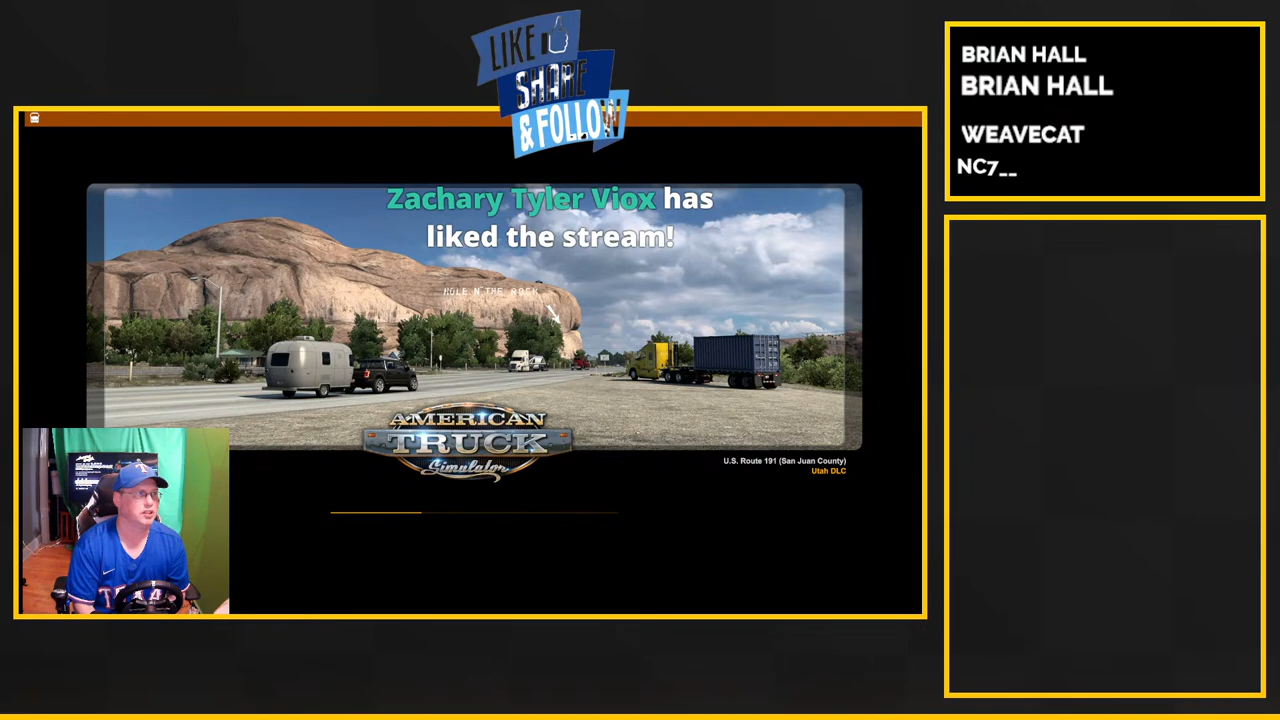 LIKE
SHARE
& FOLLOW
BRIAN HALL
BRIAN HALL
WEAVECAT
NC7__
Zachary Tyler Viox has
liked the stream!
HOLE N" THE ROCK
AMERICAN
TRUCK
Simulator
U.S. Route 191 (San Juan County)
Utah DLC